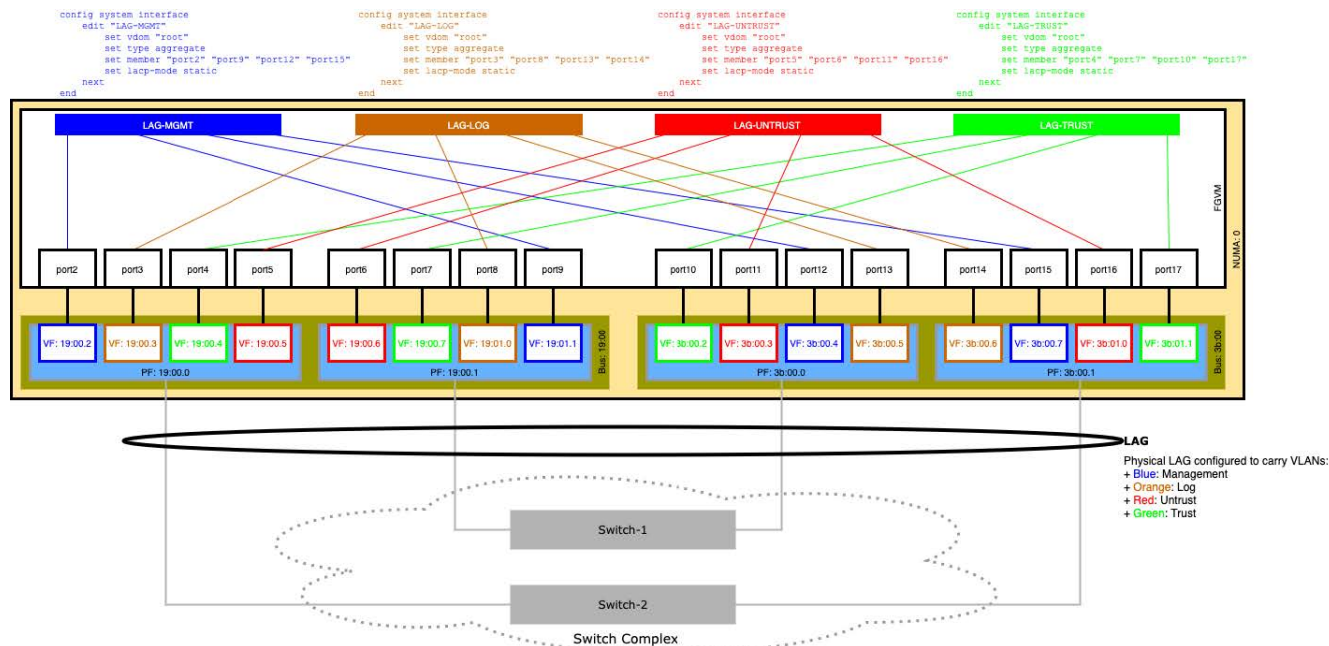 config system interface
edit "LAG-MGMT"
set vdom "root"
set type aggregate
set member "port2" "port9" "port12" "port15"
set lacp-mode static
next
end
config system interface
edit "LAG-LOG"
set vdom "root"
set type aggregate
set member "port3" "port8" "port13" "port14"
set lacp-mode static
next
end
config system interface
edit "LAG-UNTRUST"
set vdom "root"
set type aggregate
set member "port5" "port6" "port11" "port16"
set lacp-mode static
next
end
config system interface
edit "LAG-TRUST"
set vdom "root"
set type aggregate
set member "port4" "port7" "port10" "port17"
set lacp-mode static
next
end
LAG-MGMT
LAG-LOG
LAG-UNTRUST
LAG-TRUST
FGVM
NUMA: 0
port2
port3
port4
port5
port6
port7
port8
port9
port10
port11
port12
port13
port14
port15
port16
port17
VF: 19:00.2
VF: 19:00.3
VF: 19:00.4
VF: 19:00.5
VF: 19:00.6
VF: 19:00.7
VF: 19:01.0
VF: 19:01.1
VF: 3b:00.2
VF: 3b:00.3
VF: 3b:00.4
VF: 3b:00.5
VF: 3b:00.6
VF: 3b:00.7
VF: 3b:01.0
VF: 3b:01.1
PF: 19:00.0
PF: 19:00.1
Bus: 19:00
PF: 3b:00.0
PF: 3b:00.1
Bus: 3b:00
LAG
Physical LAG configured to carry VLANs:
+ Blue: Management
+ Orange: Log
+ Red: Untrust
+ Green: Trust
Switch-1
Switch-2
Switch Complex